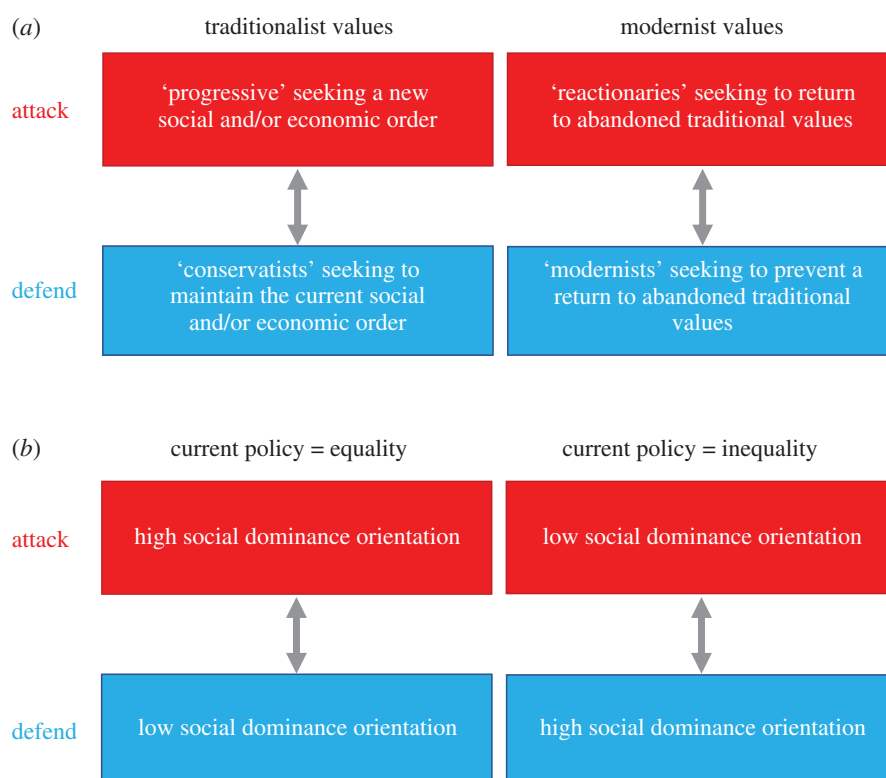 (a)
traditionalist values
modernist values
attack
‘progressive’ seeking a new
social and/or economic order
‘reactionaries’ seeking to return
to abandoned traditional values
defend
‘conservatists’ seeking to
maintain the current social
and/or economic order
‘modernists’ seeking to prevent a
return to abandoned traditional
values
(b)
current policy = equality
current policy = inequality
attack
high social dominance orientation
low social dominance orientation
defend
low social dominance orientation
high social dominance orientation